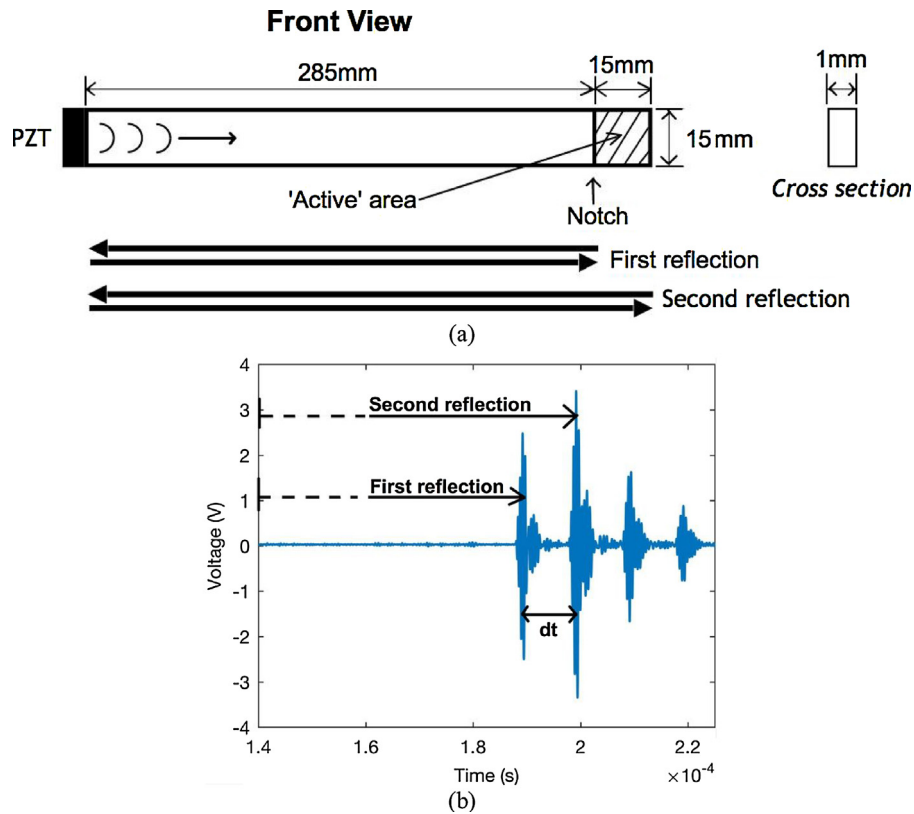 Front View
285mm
15mm
1mm
PZT
15mm
'Active' area
Notch
Cross section
First reflection
Second reflection
(a)
4
3
2
1
0
-1
-2
-3
-4
Voltage (V)
Second reflection
First reflection
dt
1.4
1.6
1.8
2
2.2
Time (s)
×10⁻⁴
(b)